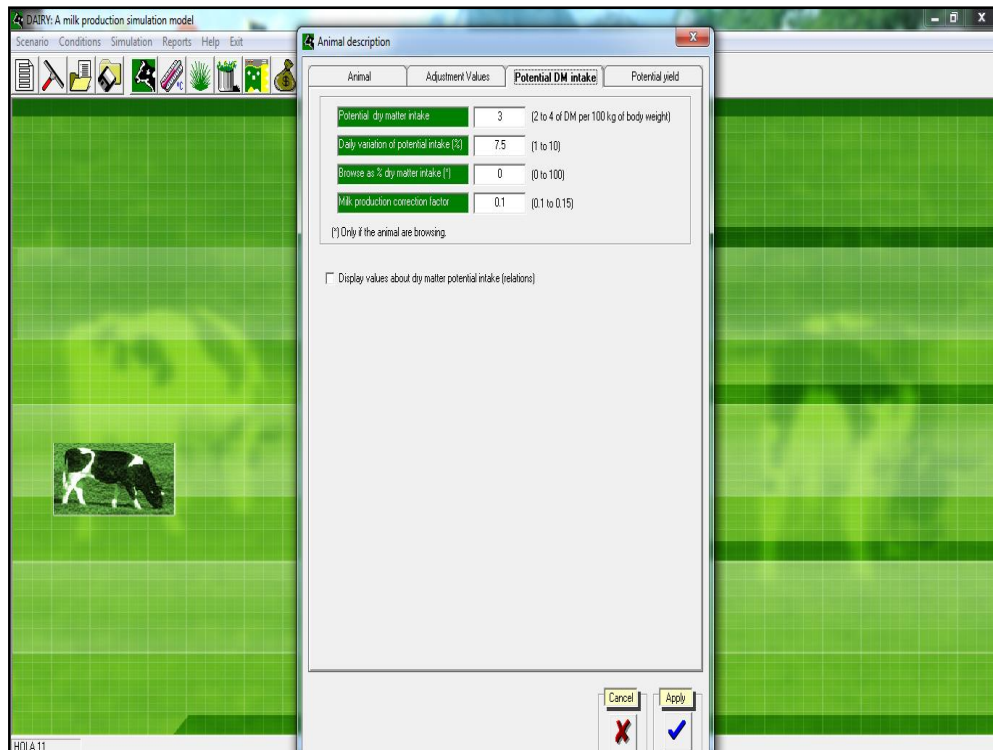 DAIRY: A milk production simulation model
Scenario Conditions Simulation Reports Help Exit
Animal description
Animal Adjustment Values Potential DM intake Potential yield
Potential dry matter intake 3 (2 to 4 of DM per 100 kg of body weight)
Daily variation of potential intake (%) 7.5 (1 to 10)
Browse as % dry matter intake (*) 0 (0 to 100)
Milk production correction factor 0.1 (0.1 to 0.15)
(*) Only if the animal are browsing.
Display values about dry matter potential intake (relations)
Cancel Apply
HOLA 11